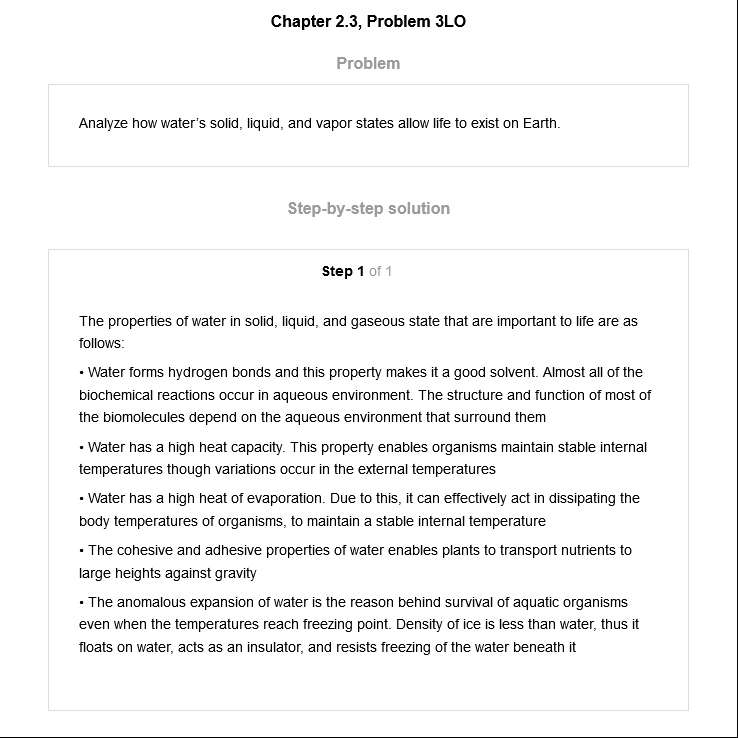 Chapter 2.3, Problem 3LO
Problem
Analyze how water’s solid, liquid, and vapor states allow life to exist on Earth.
Step-by-step solution
Step 1 of 1
The properties of water in solid, liquid, and gaseous state that are important to life are as
follows:
• Water forms hydrogen bonds and this property makes it a good solvent. Almost all of the
biochemical reactions occur in aqueous environment. The structure and function of most of
the biomolecules depend on the aqueous environment that surround them
• Water has a high heat capacity. This property enables organisms maintain stable internal
temperatures though variations occur in the external temperatures
• Water has a high heat of evaporation. Due to this, it can effectively act in dissipating the
body temperatures of organisms, to maintain a stable internal temperature
• The cohesive and adhesive properties of water enables plants to transport nutrients to
large heights against gravity
• The anomalous expansion of water is the reason behind survival of aquatic organisms
even when the temperatures reach freezing point. Density of ice is less than water, thus it
floats on water, acts as an insulator, and resists freezing of the water beneath it